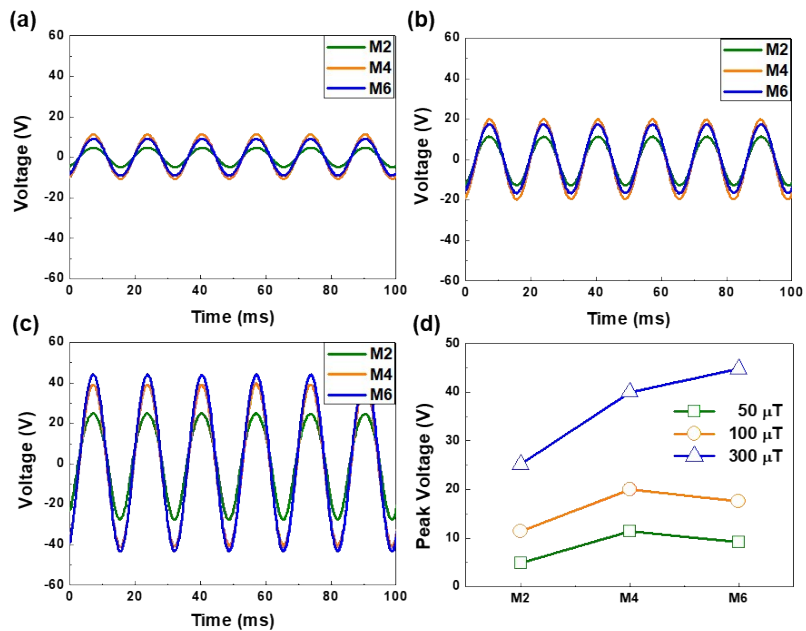 (a)
Voltage (V)
60
40
20
0
-20
-40
-60
0 20 40 60 80 100
Time (ms)
M2
M4
M6
(b)
Voltage (V)
60
40
20
0
-20
-40
-60
0 20 40 60 80 100
Time (ms)
M2
M4
M6
(c)
Voltage (V)
60
40
20
0
-20
-40
-60
0 20 40 60 80 100
Time (ms)
M2
M4
M6
(d)
Peak Voltage (V)
50
40
30
20
10
0
M2 M4 M6
50 μT
100 μT
300 μT